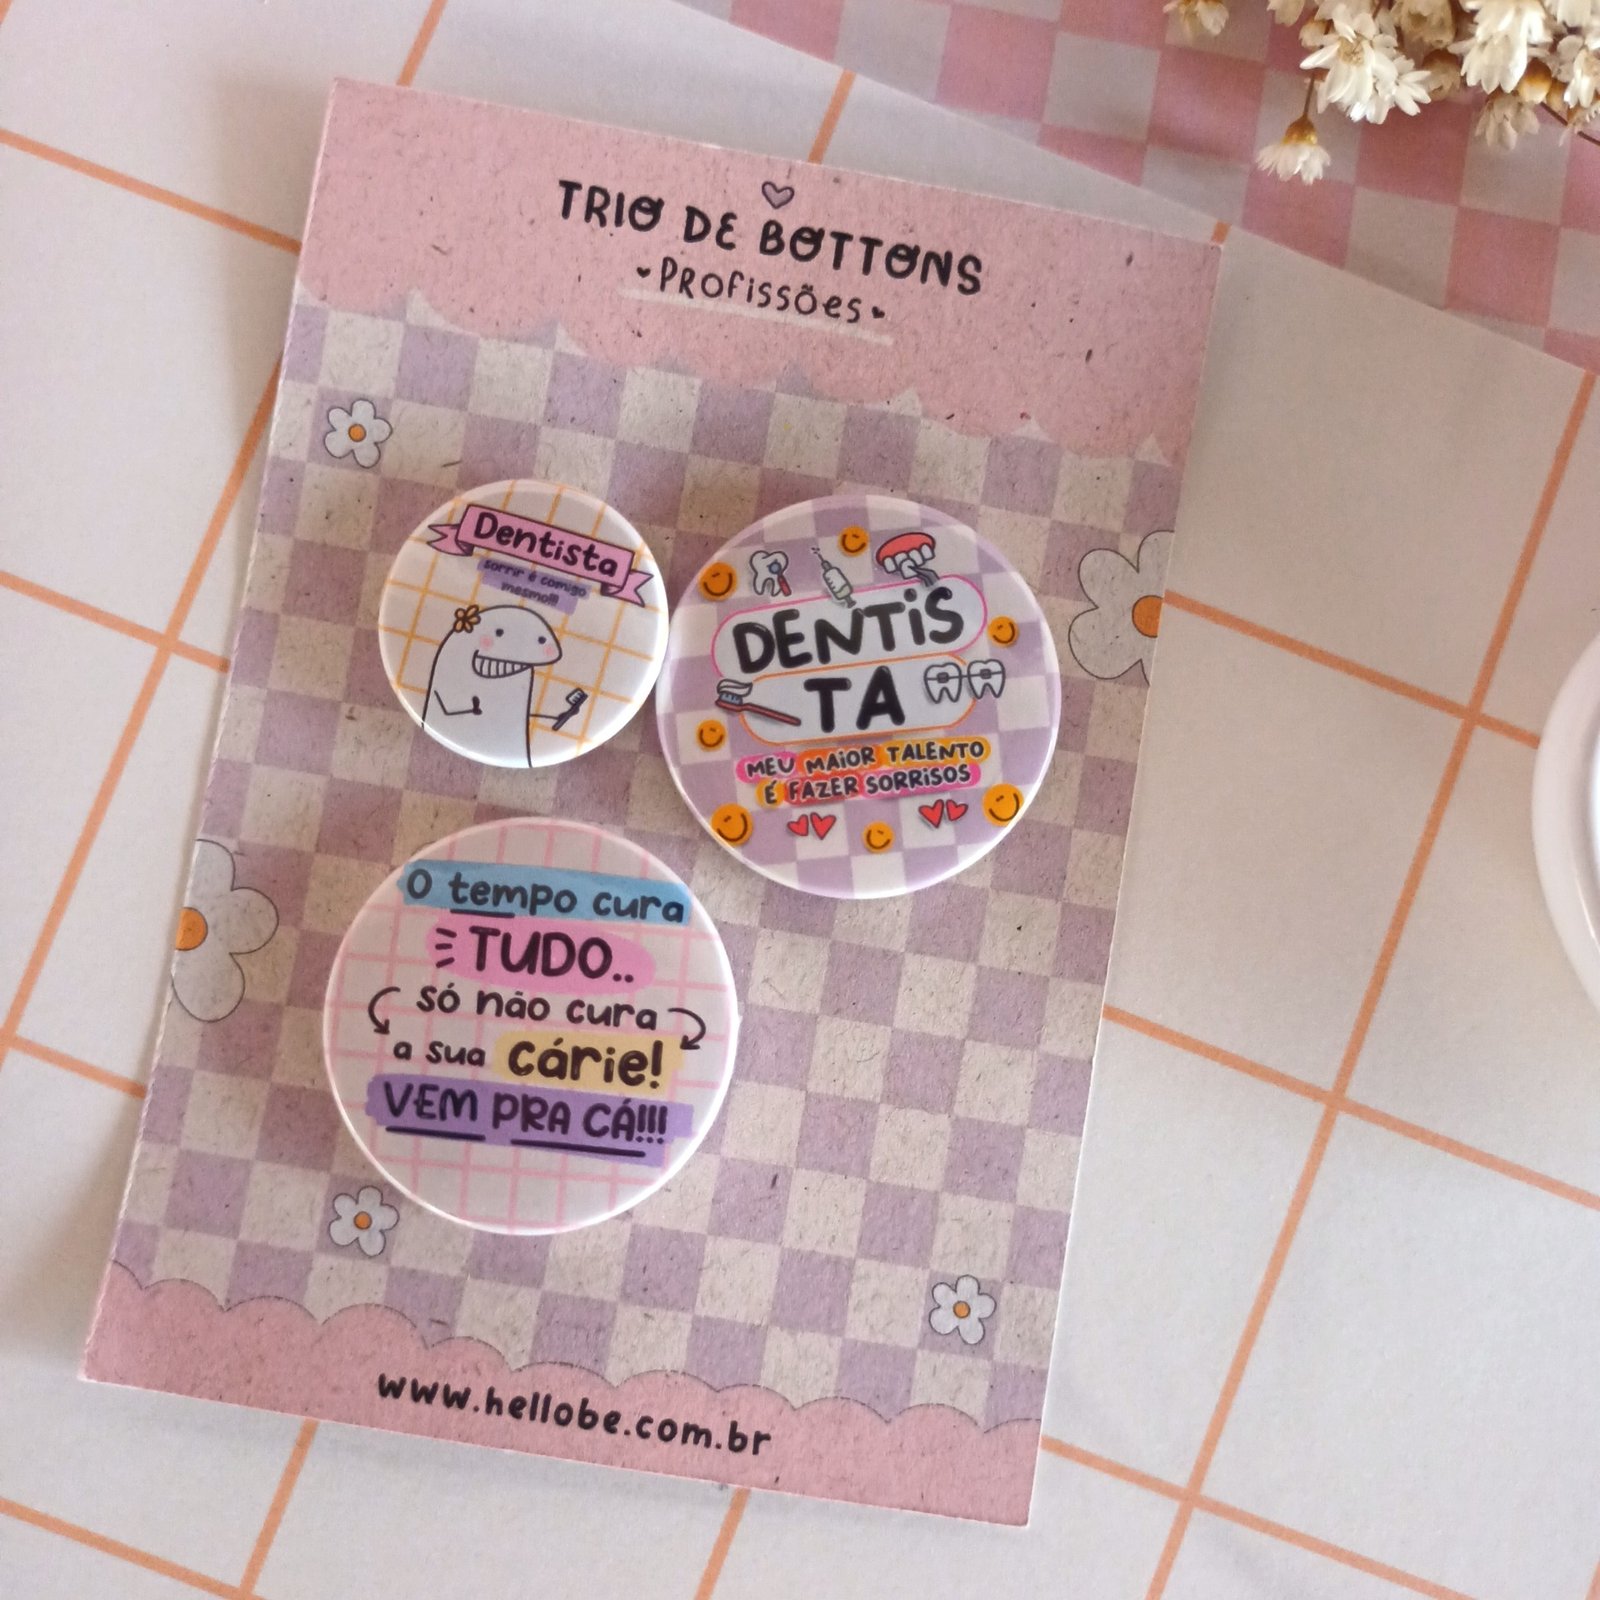 TRIO DE BOTTONS
Profissões
Dentista
sorrir é comigo
mesmo!!!
DENTIS
TA
MEU MAIOR TALENTO
É FAZER SORRISOS
O tempo cura
TUDO..
só não cura
a sua cárie!
VEM PRA CÁ!!!
www.hellobe.com.br